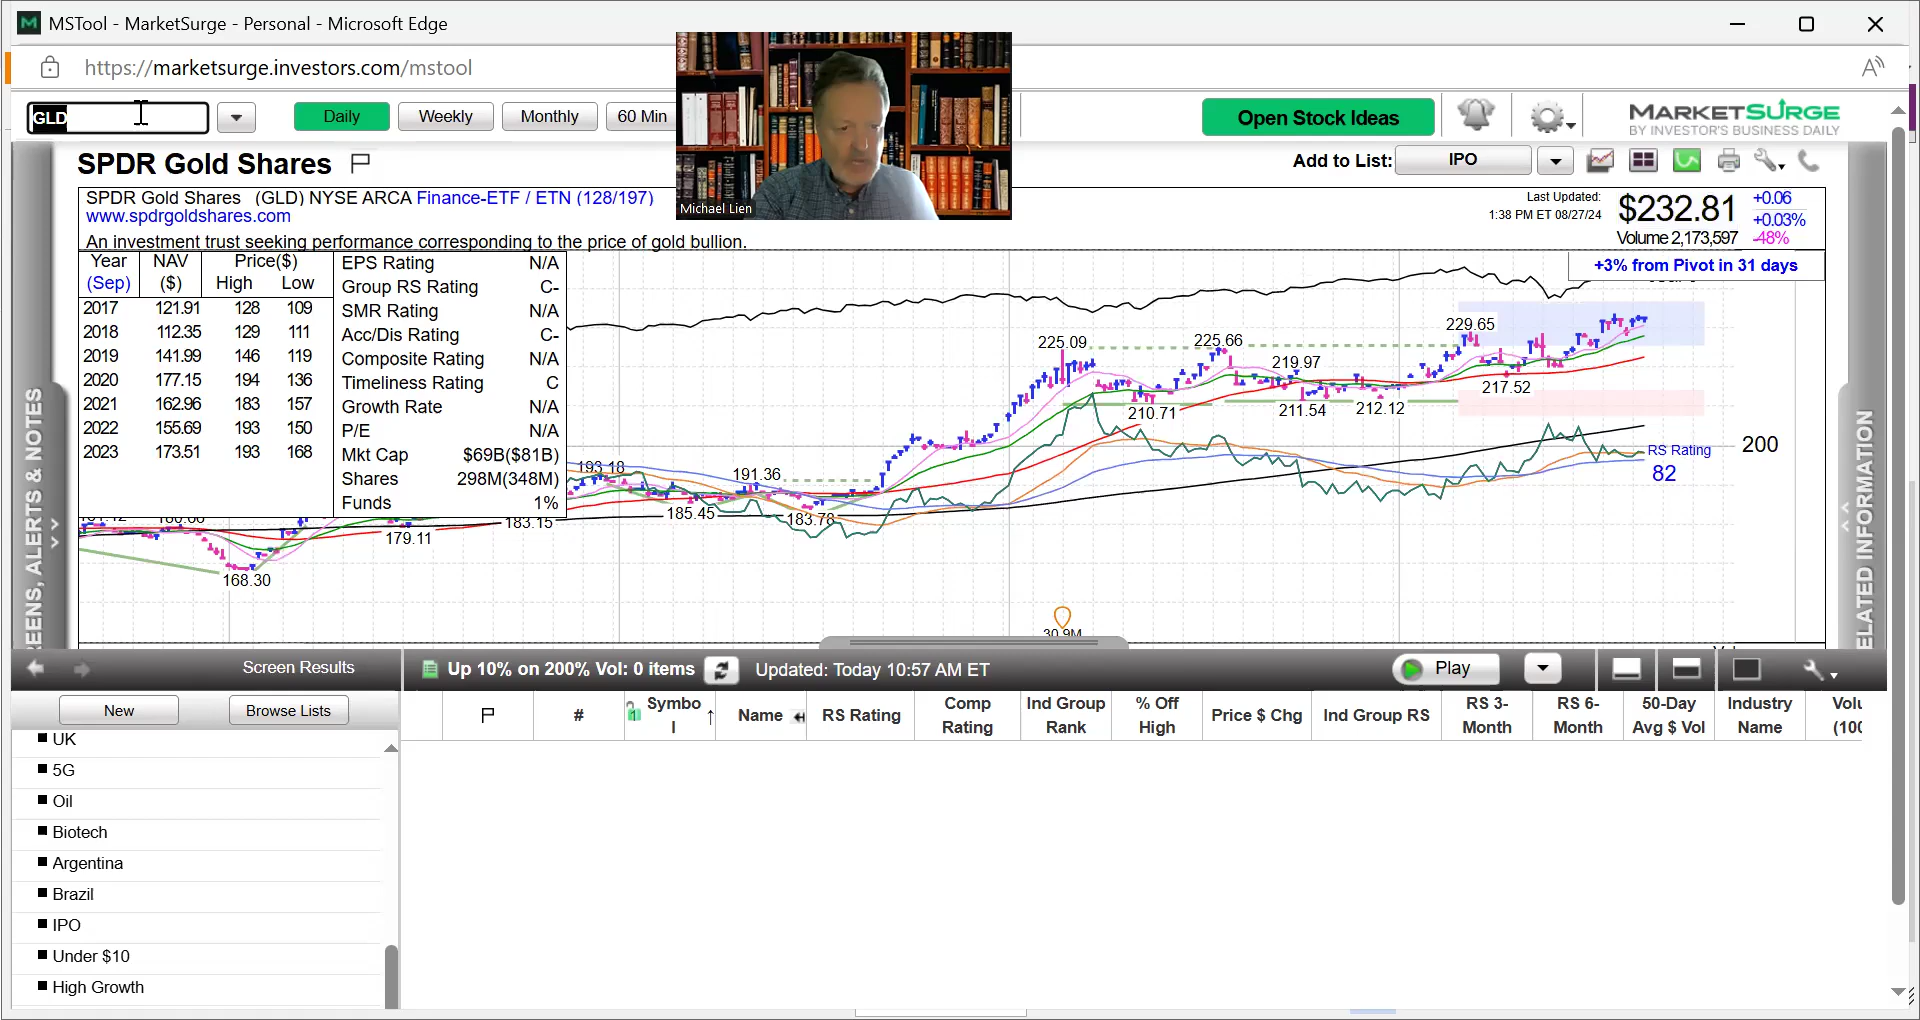 MSTool - MarketSurge - Personal - Microsoft Edge
https://marketsurge.investors.com/mstool
GLD
Daily
Weekly
Monthly
60 Min
Open Stock Ideas
MARKETSURGE
BY INVESTOR'S BUSINESS DAILY
SPDR Gold Shares
Michael Lien
Add to List:
IPO
SPDR Gold Shares (GLD) NYSE ARCA Finance-ETF / ETN (128/197)
www.spdrgoldshares.com
An investment trust seeking performance corresponding to the price of gold bullion.
Last Updated:
1:38 PM ET 08/27/24
$232.81
+0.06
+0.03%
Volume 2,173,597
-48%
+3% from Pivot in 31 days
Year NAV Price($)
(Sep) ($) High Low
2017 121.91 128 109
2018 112.35 129 111
2019 141.99 146 119
2020 177.15 194 136
2021 162.96 183 157
2022 155.69 193 150
2023 173.51 193 168
EPS Rating N/A
Group RS Rating C-
SMR Rating N/A
Acc/Dis Rating C-
Composite Rating N/A
Timeliness Rating C
Growth Rate N/A
P/E N/A
Mkt Cap $69B($81B)
Shares 298M(348M)
Funds 1%
225.09
225.66
219.97
229.65
217.52
210.71
211.54
212.12
193.18
191.36
185.45
183.78
183.15
179.11
168.30
30.9M
RS Rating
82
200
REENS, ALERTS & NOTES
ELATED INFORMATION
Screen Results
Up 10% on 200% Vol: 0 items
Updated: Today 10:57 AM ET
Play
New
Browse Lists
UK
5G
Oil
Biotech
Argentina
Brazil
IPO
Under $10
High Growth
#
Symbo
l
Name
RS Rating
Comp
Rating
Ind Group
Rank
% Off
High
Price $ Chg
Ind Group RS
RS 3-
Month
RS 6-
Month
50-Day
Avg $ Vol
Industry
Name
Volu
(100